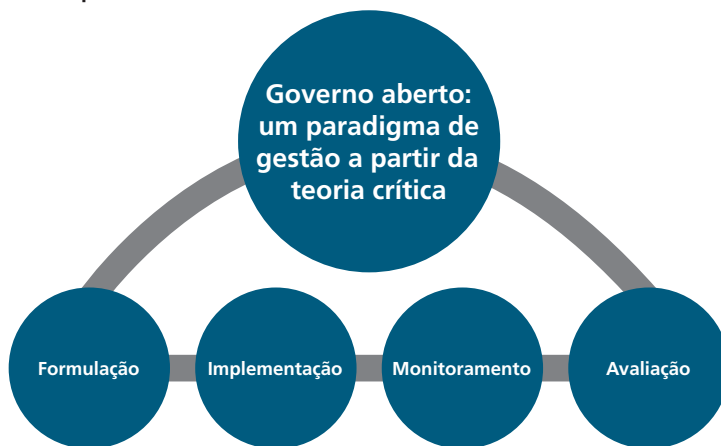 Governo aberto:
um paradigma de
gestão a partir da
teoria crítica
Formulação
Implementação
Monitoramento
Avaliação